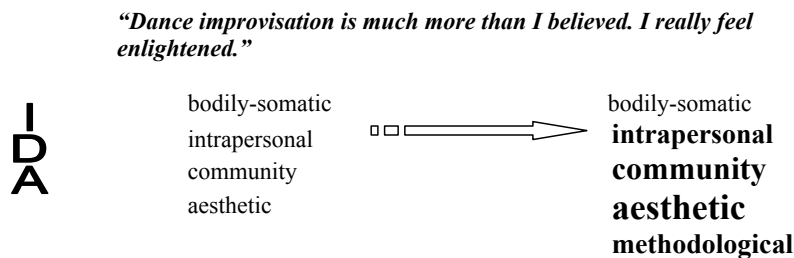 “Dance improvisation is much more than I believed. I really feel
enlightened.”
IDA
bodily-somatic
intrapersonal
community
aesthetic
bodily-somatic
intrapersonal
community
aesthetic
methodological